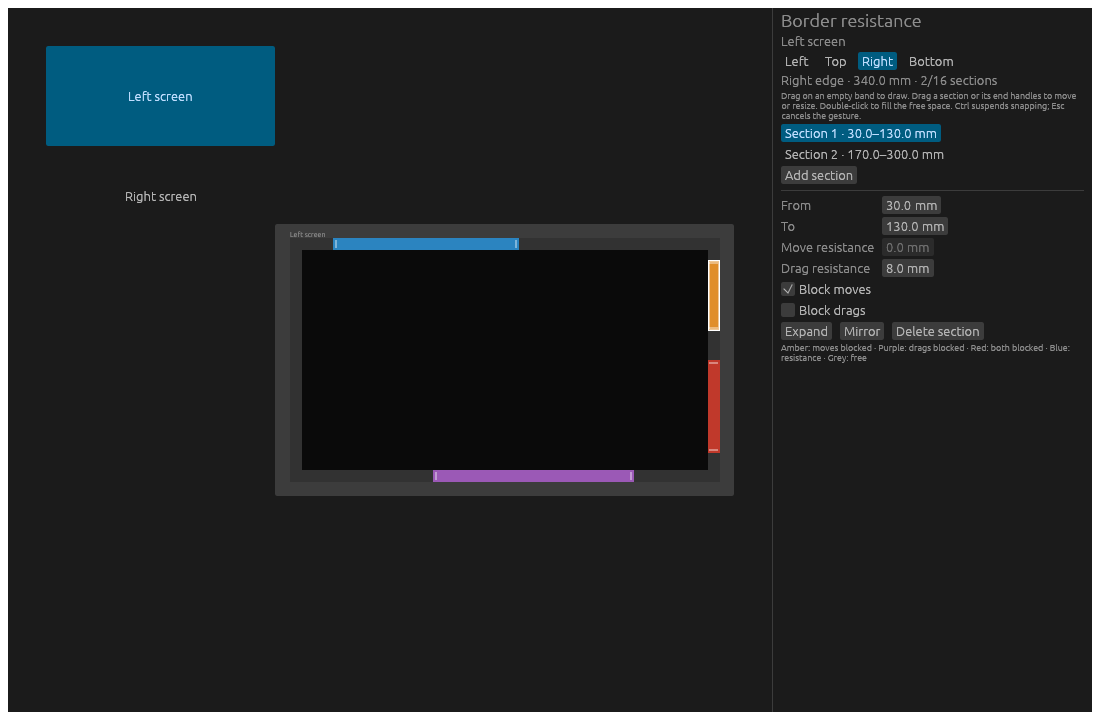 Left screen
Right screen
Left screen
Border resistance
Left screen
Left Top Right Bottom
Right edge · 340.0 mm · 2/16 sections
Drag on an empty band to draw. Drag a section or its end handles to move
or resize. Double-click to fill the free space. Ctrl suspends snapping; Esc
cancels the gesture.
Section 1 · 30.0–130.0 mm
Section 2 · 170.0–300.0 mm
Add section
From 30.0 mm
To 130.0 mm
Move resistance 0.0 mm
Drag resistance 8.0 mm
Block moves
Block drags
Expand Mirror Delete section
Amber: moves blocked · Purple: drags blocked · Red: both blocked · Blue:
resistance · Grey: free